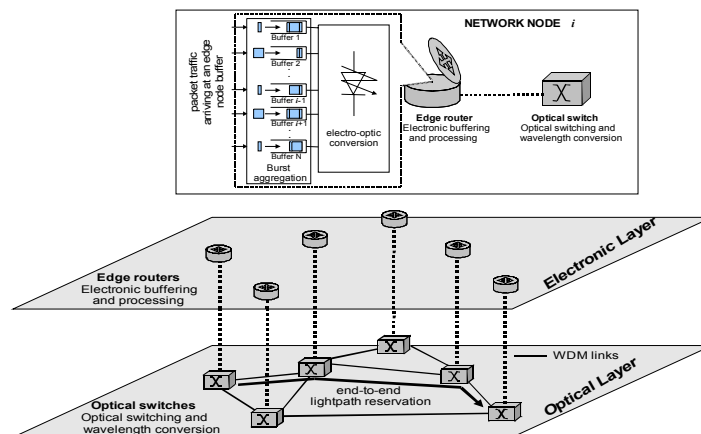 NETWORK NODE i
packet traffic
arriving at an edge
node buffer
Buffer 1
Buffer 2
Buffer i-1
Buffer i+1
Buffer N
Burst
aggregation
electro-optic
conversion
Edge router
Electronic buffering
and processing
Optical switch
Optical switching and
wavelength conversion
Electronic Layer
Edge routers
Electronic buffering
and processing
WDM links
Optical Layer
end-to-end
lightpath reservation
Optical switches
Optical switching and
wavelength conversion